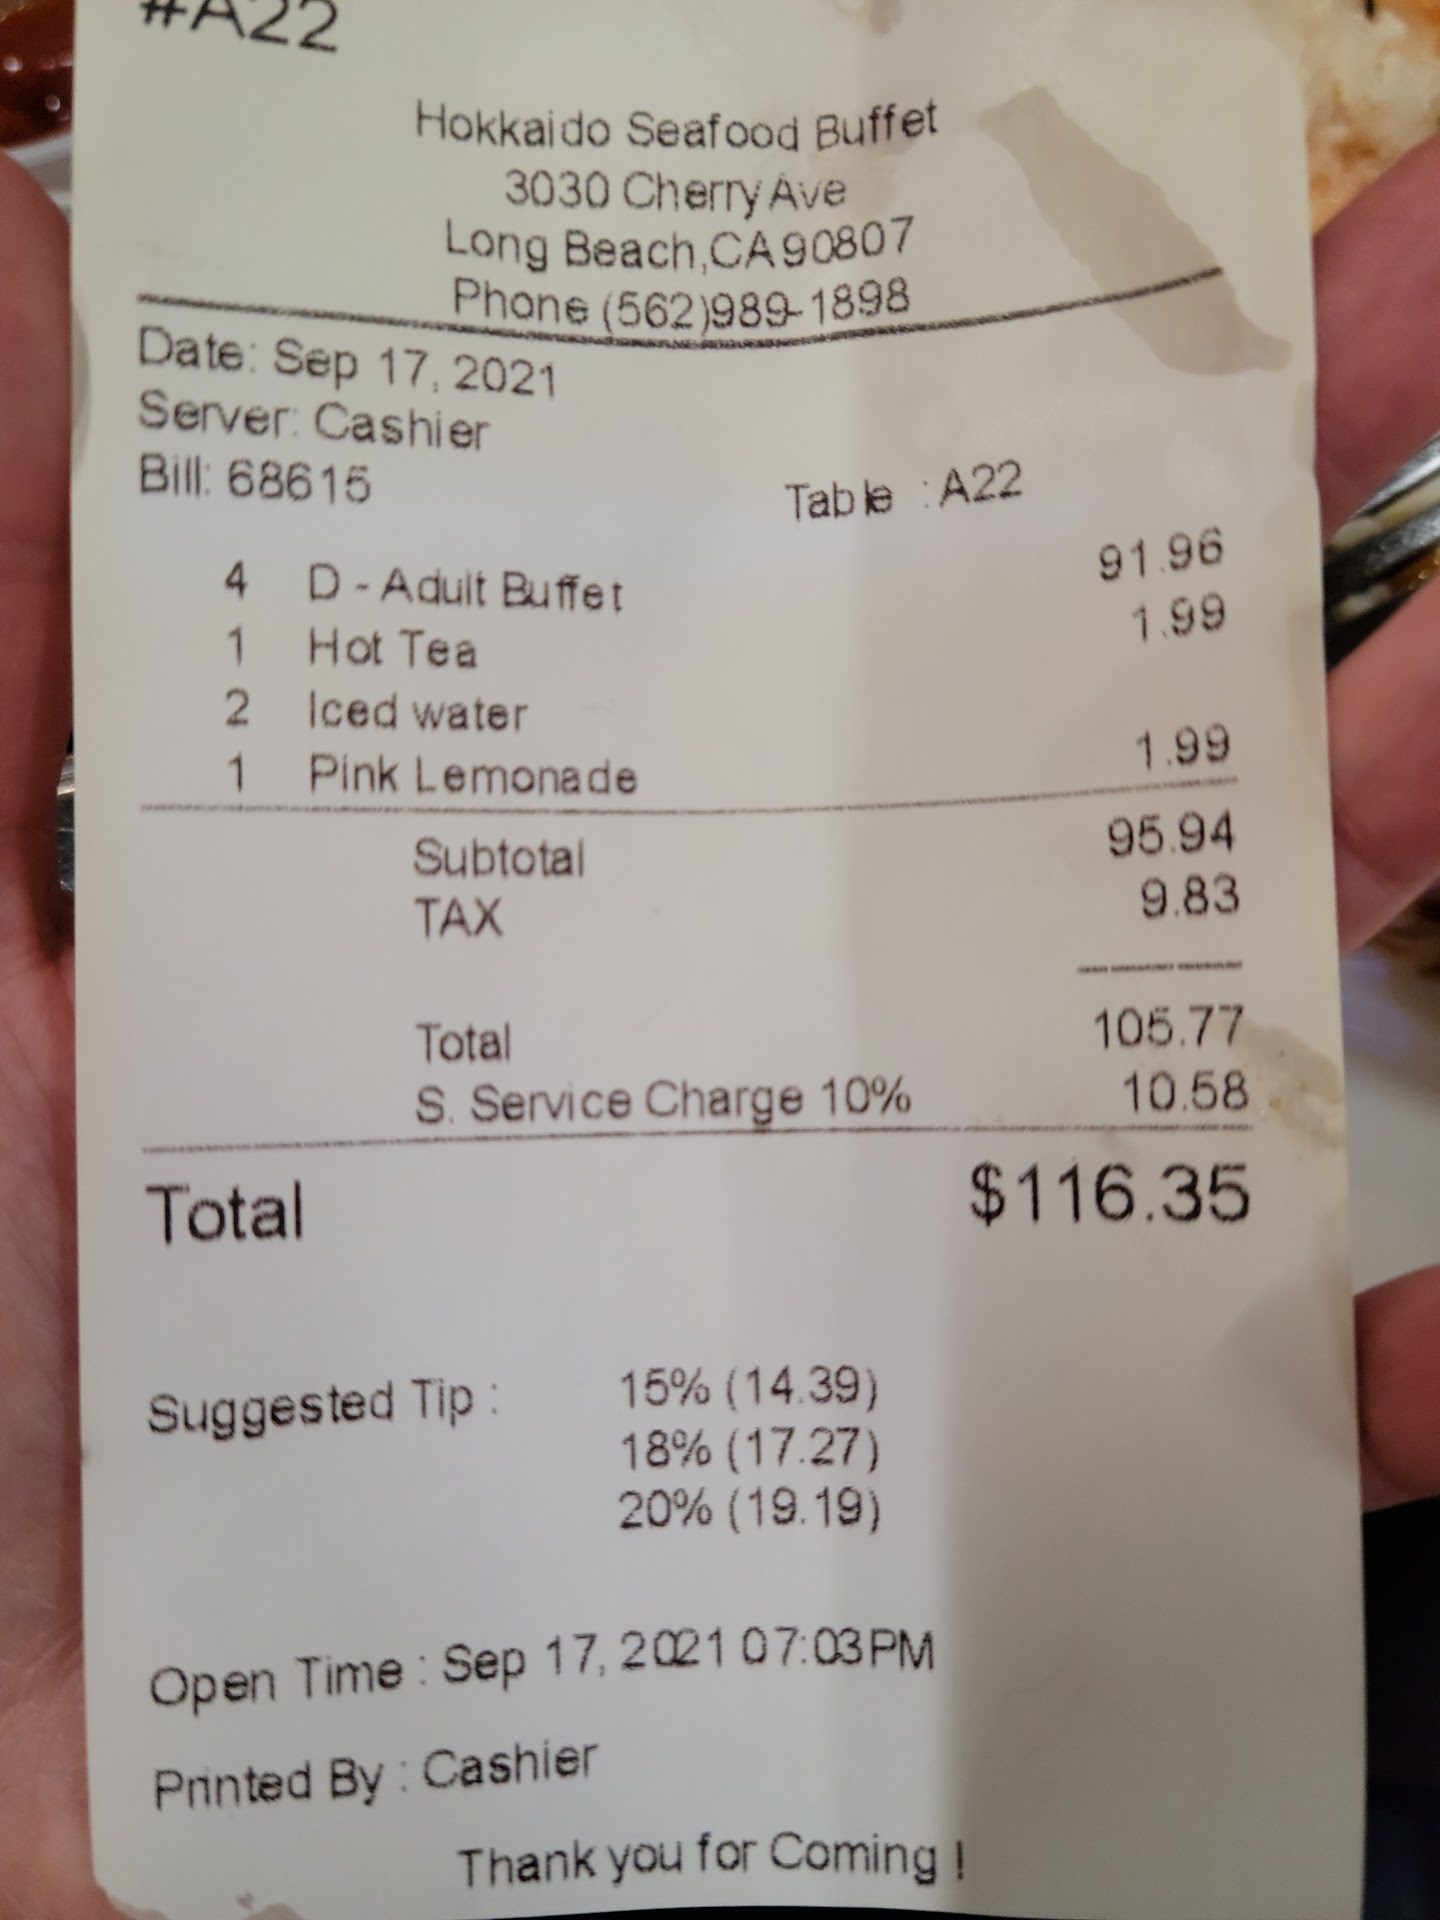 #A22
Hokkaido Seafood Buffet
3030 Cherry Ave
Long Beach,CA 90807
Phone (562)989-1898
Date: Sep 17, 2021
Server: Cashier
Bill: 68615
Table : A22
4 D - Adult Buffet 91.96
1 Hot Tea 1.99
2 Iced water
1 Pink Lemonade 1.99
Subtotal 95.94
TAX 9.83
Total 105.77
S. Service Charge 10% 10.58
Total $116.35
Suggested Tip : 15% (14.39)
18% (17.27)
20% (19.19)
Open Time : Sep 17, 2021 07:03PM
Printed By : Cashier
Thank you for Coming !